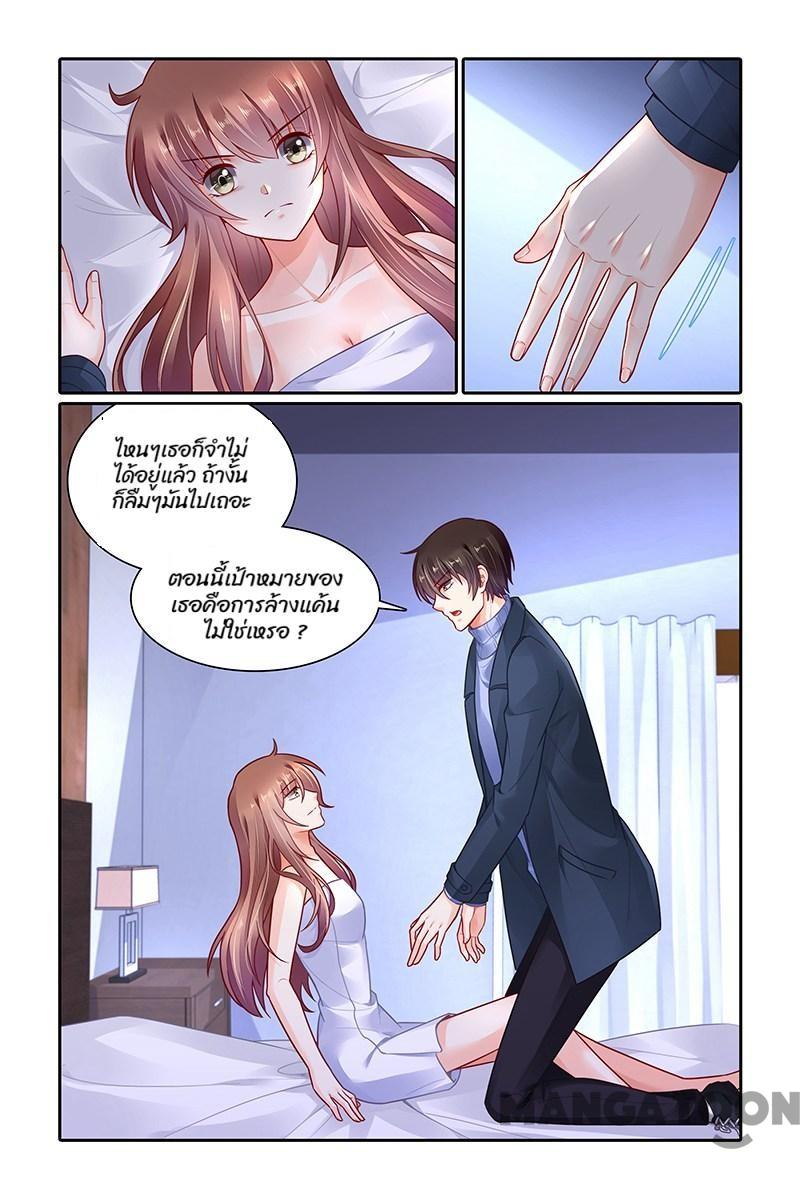 ไหนๆเธอก็จำไม่
ได้อยู่แล้ว ถ้างั้น
ก็ลืมๆมันไปเถอะ
ตอนนี้เป้าหมายของ
เธอคือการล้างแค้น
ไม่ใช่เหรอ ?
MANGATOON